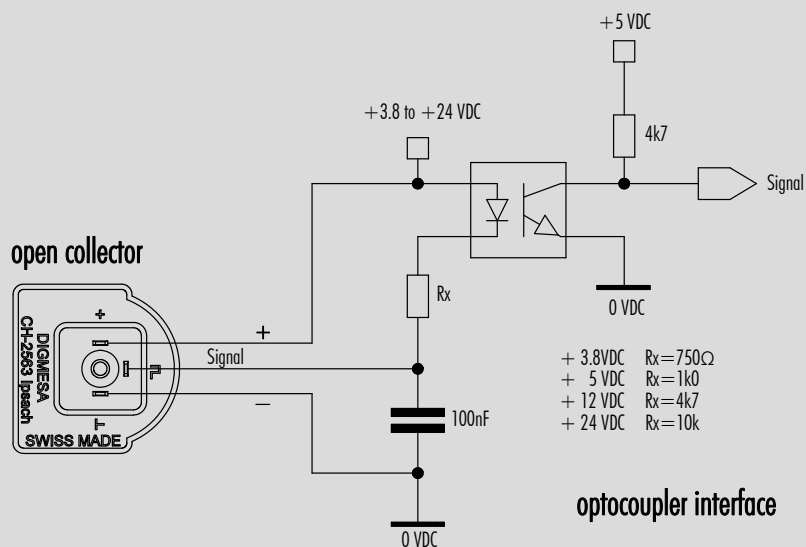 +5 VDC
+3.8 to +24 VDC
4k7
Signal
open collector
Rx
0 VDC
+
DIGMESA
CH-2563 Ipsach
SWISS MADE
+
Signal
−
+ 3.8VDC Rx=750Ω
+ 5 VDC Rx=1k0
+ 12 VDC Rx=4k7
+ 24 VDC Rx=10k
100nF
optocoupler interface
0 VDC